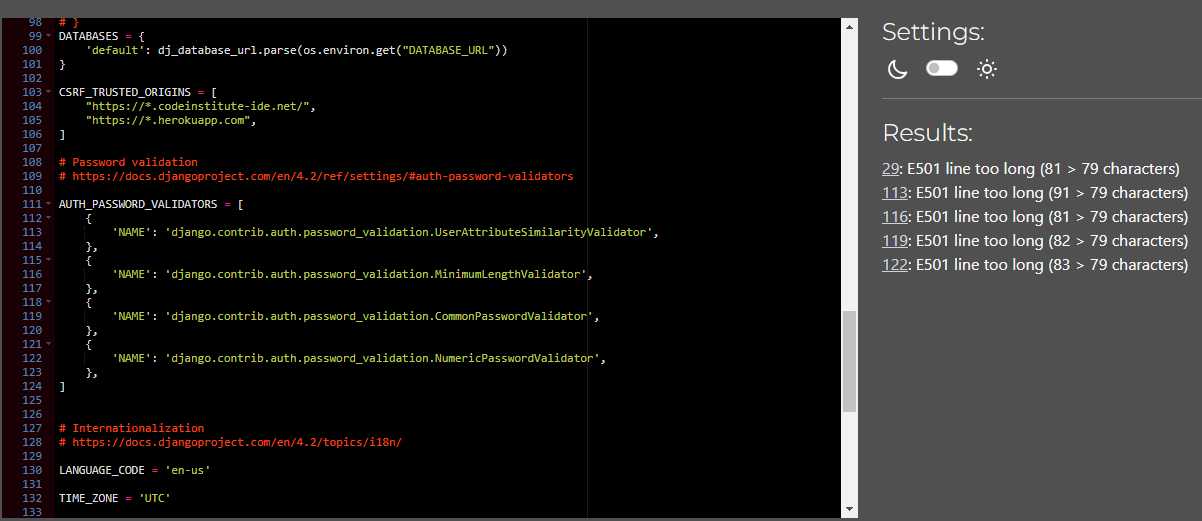 98 # }
99 DATABASES = {
100     'default': dj_database_url.parse(os.environ.get("DATABASE_URL"))
101 }
102
103 CSRF_TRUSTED_ORIGINS = [
104     "https://*.codeinstitute-ide.net/",
105     "https://*.herokuapp.com",
106 ]
107
108 # Password validation
109 # https://docs.djangoproject.com/en/4.2/ref/settings/#auth-password-validators
110
111 AUTH_PASSWORD_VALIDATORS = [
112     {
113         'NAME': 'django.contrib.auth.password_validation.UserAttributeSimilarityValidator',
114     },
115     {
116         'NAME': 'django.contrib.auth.password_validation.MinimumLengthValidator',
117     },
118     {
119         'NAME': 'django.contrib.auth.password_validation.CommonPasswordValidator',
120     },
121     {
122         'NAME': 'django.contrib.auth.password_validation.NumericPasswordValidator',
123     },
124 ]
125
126
127 # Internationalization
128 # https://docs.djangoproject.com/en/4.2/topics/i18n/
129
130 LANGUAGE_CODE = 'en-us'
131
132 TIME_ZONE = 'UTC'
133
Settings:
Results:
29: E501 line too long (81 > 79 characters)
113: E501 line too long (91 > 79 characters)
116: E501 line too long (81 > 79 characters)
119: E501 line too long (82 > 79 characters)
122: E501 line too long (83 > 79 characters)